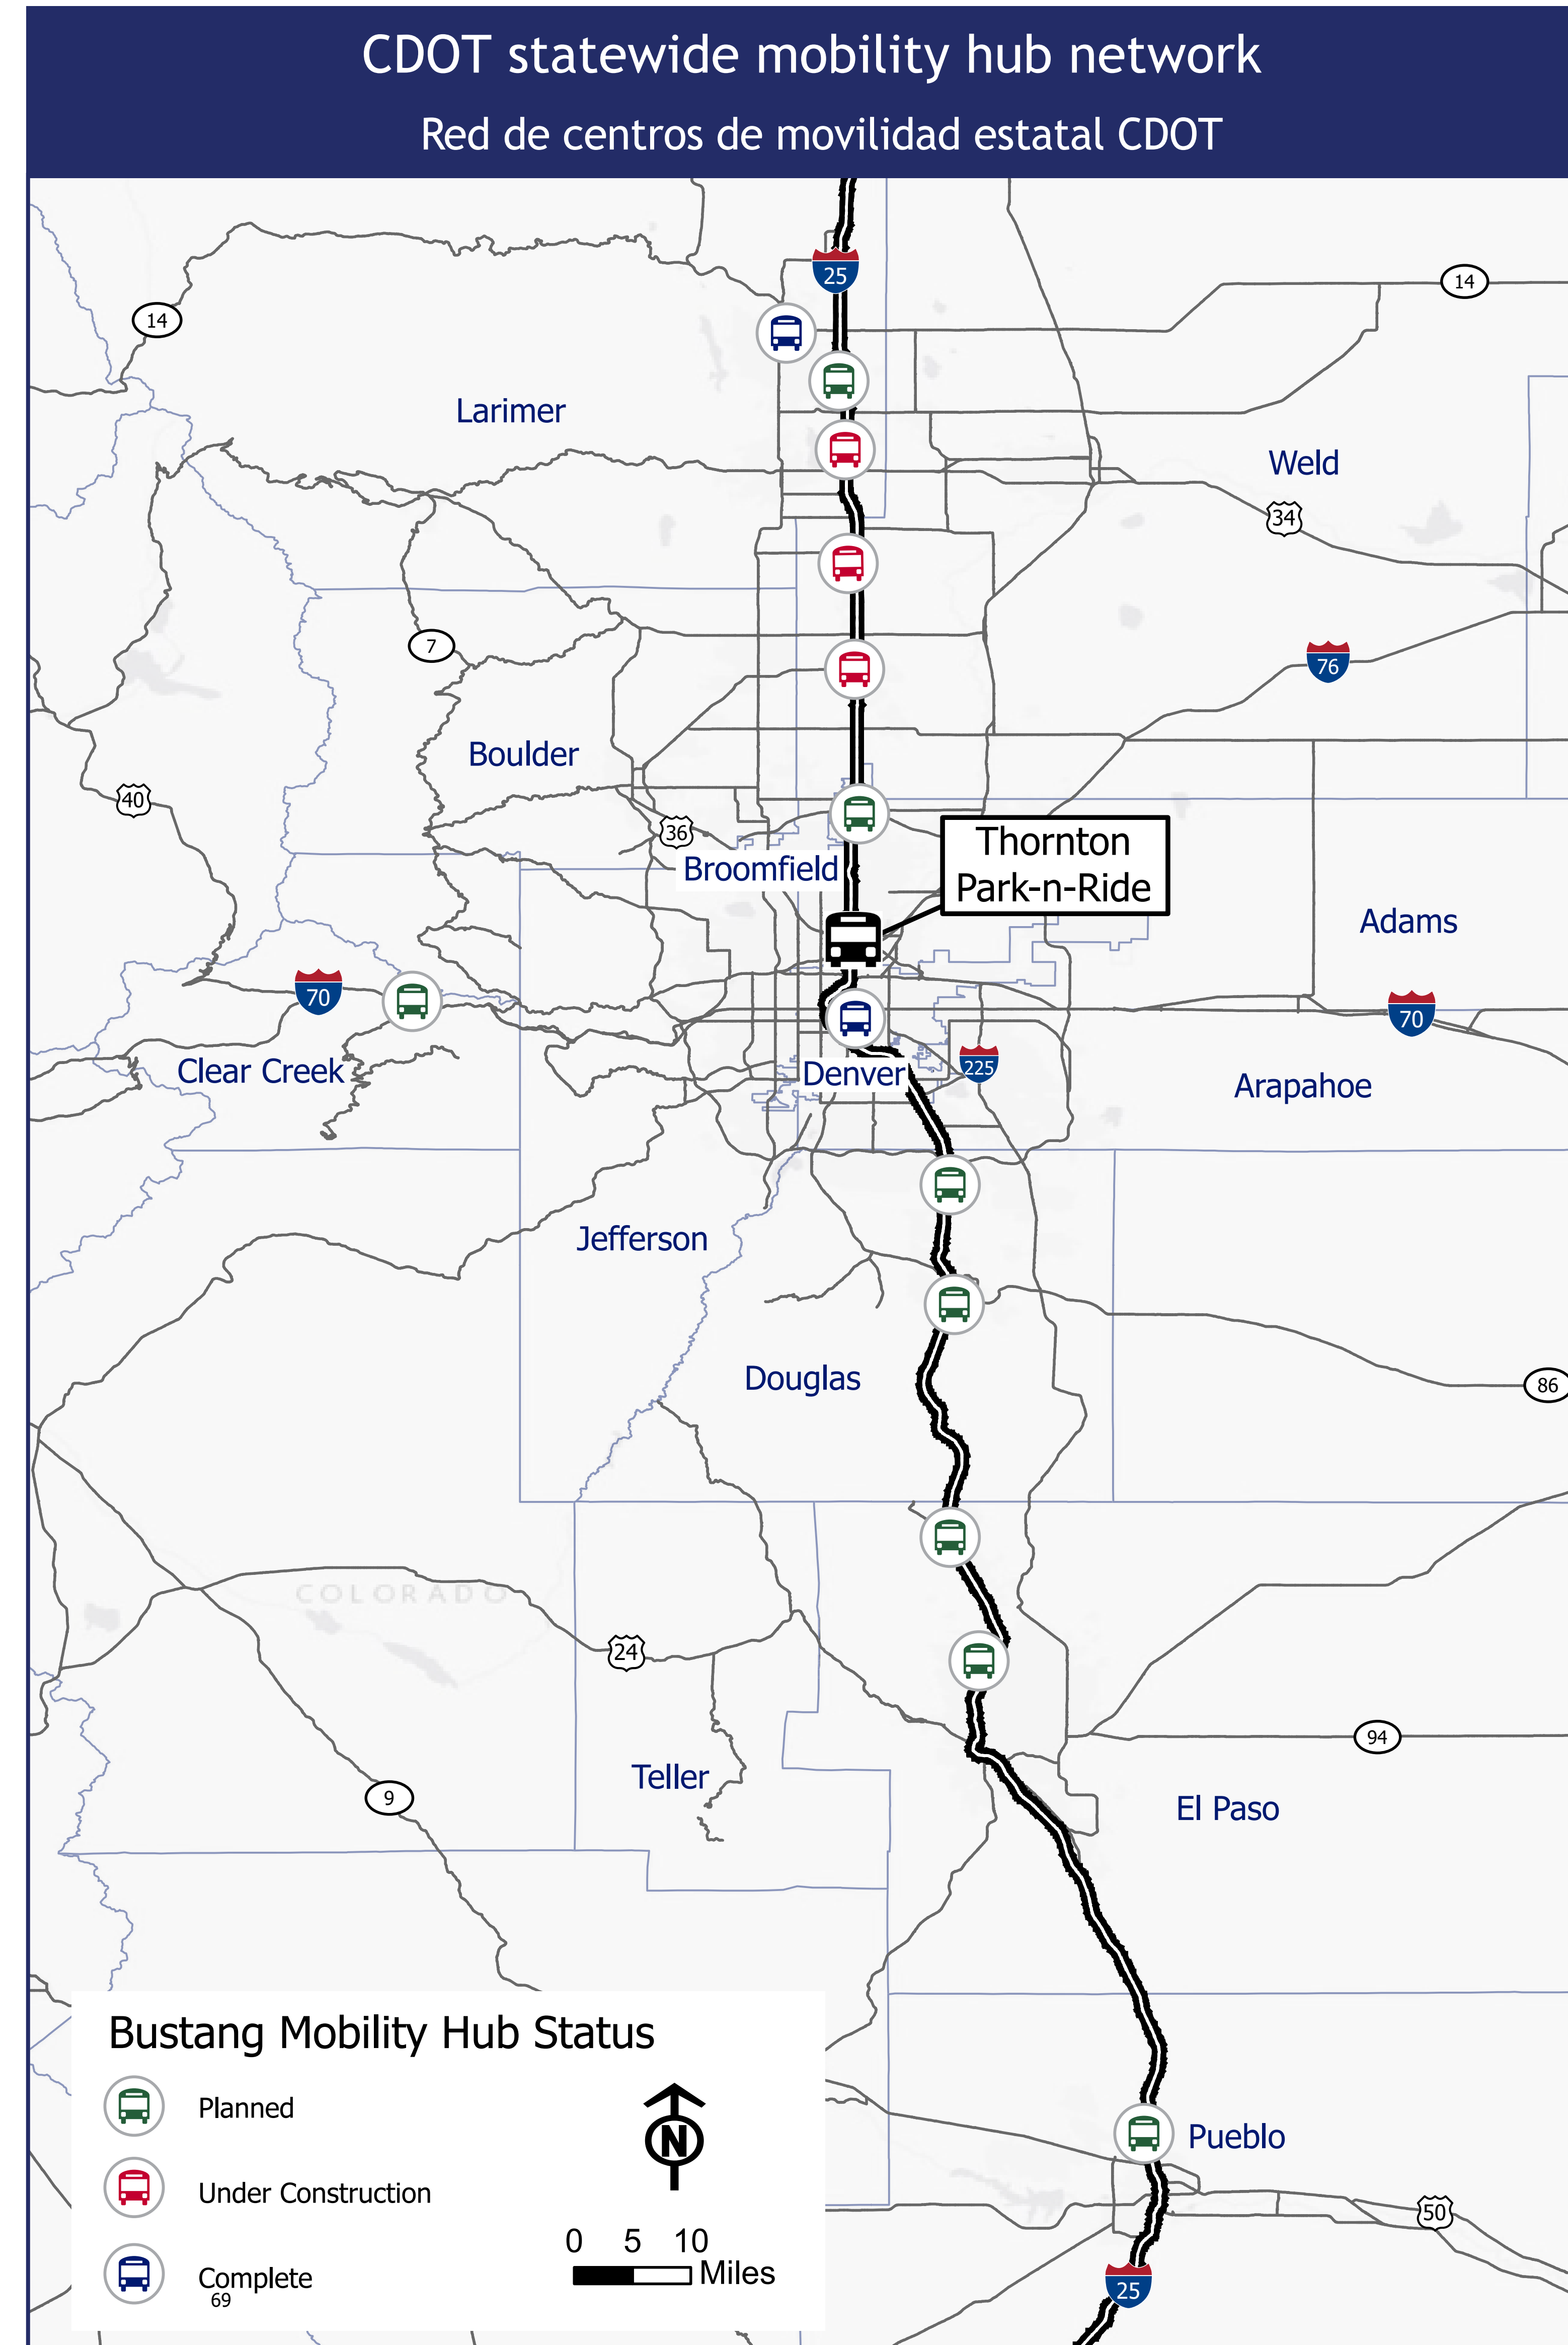 CDOT statewide mobility hub network
Red de centros de movilidad estatal CDOT
25
14
14
Larimer
Weld
34
7
76
Boulder
40
36
Thornton
Park-n-Ride
Broomfield
Adams
70
70
Clear Creek
Denver
225
Arapahoe
Jefferson
Douglas
86
COLORADO
24
94
Teller
9
El Paso
Bustang Mobility Hub Status
Planned
N
Pueblo
Under Construction
50
0 5 10
Miles
Complete
69
25